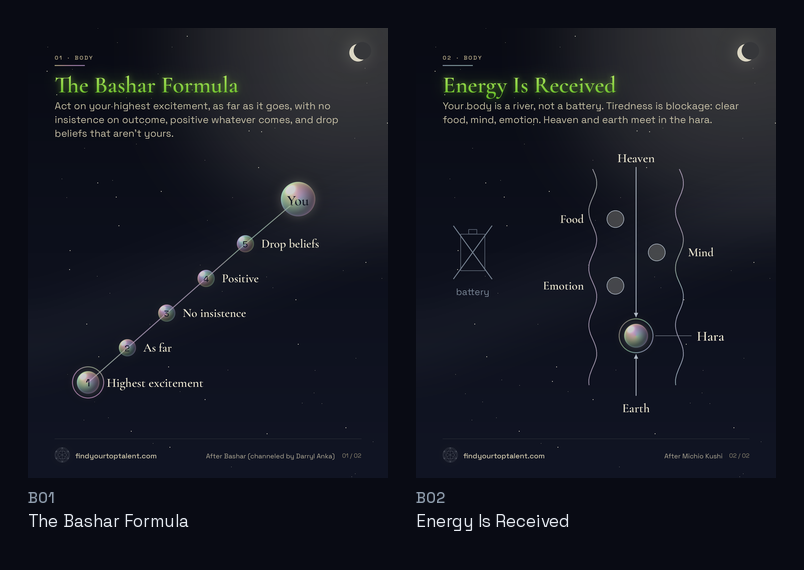 01 · BODY
The Bashar Formula
Act on your highest excitement, as far as it goes, with no
insistence on outcome, positive whatever comes, and drop
beliefs that aren't yours.
You
5 Drop beliefs
4 Positive
3 No insistence
2 As far
1 Highest excitement
findyourtoptalent.com
After Bashar (channeled by Darryl Anka) 01 / 02
B01
The Bashar Formula
02 · BODY
Energy Is Received
Your body is a river, not a battery. Tiredness is blockage: clear
food, mind, emotion. Heaven and earth meet in the hara.
Heaven
Food
Mind
Emotion
battery
Hara
Earth
findyourtoptalent.com
After Michio Kushi 02 / 02
B02
Energy Is Received